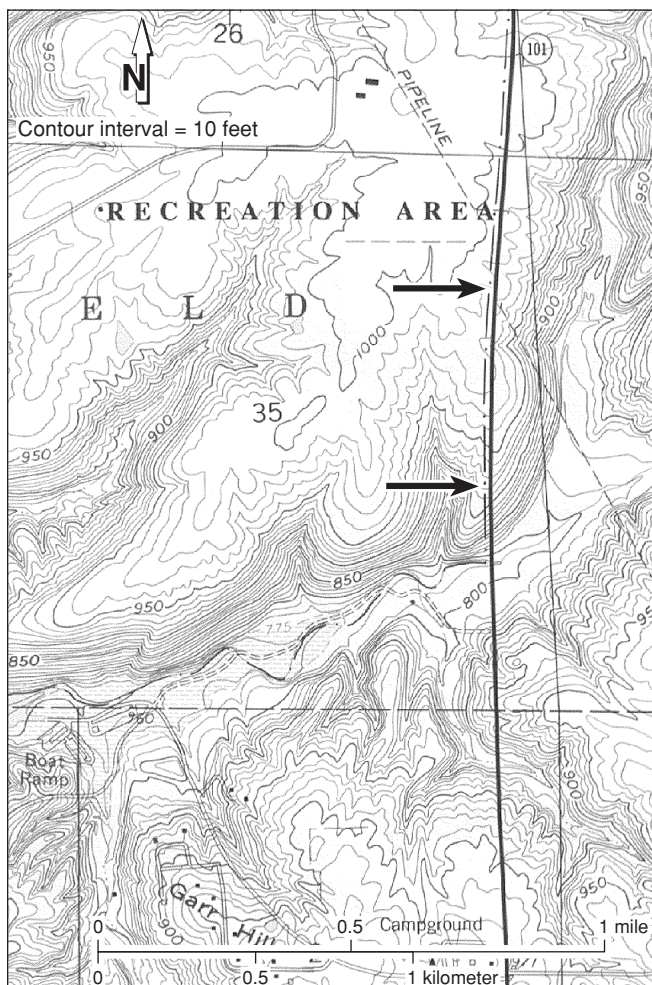 950
26
101
N
PIPELINE
Contour interval = 10 feet
950
RECREATION AREA
900
E L D
1000
900
35
950
950
850
800
950
775
850
960
Boat
Ramp
900
950
Garr Hill
900
Campground
0 0.5 1 mile
0 0.5 1 kilometer